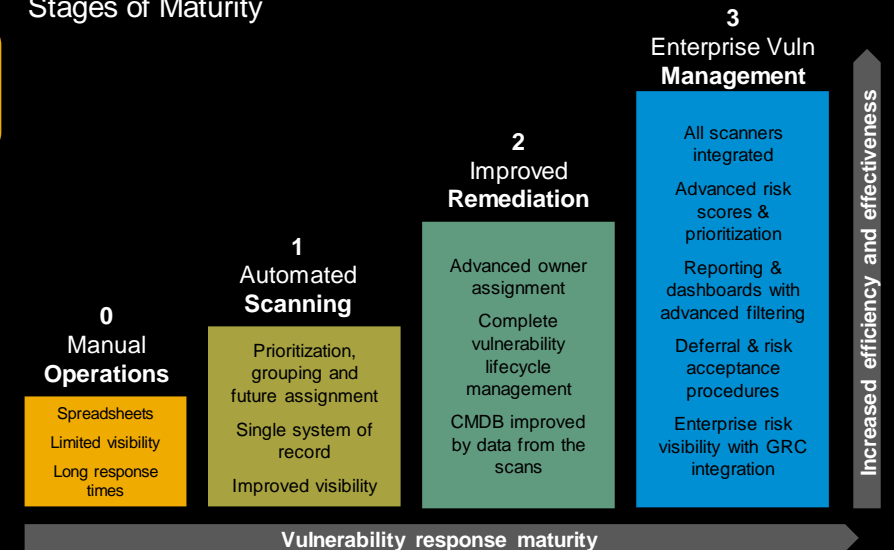 Stages of Maturity
0
Manual
Operations
Spreadsheets
Limited visibility
Long response
times
1
Automated
Scanning
Prioritization,
grouping and
future assignment
Single system of
record
Improved visibility
2
Improved
Remediation
Advanced owner
assignment
Complete
vulnerability
lifecycle
management
CMDB improved
by data from the
scans
3
Enterprise Vuln
Management
All scanners
integrated
Advanced risk
scores &
prioritization
Reporting &
dashboards with
advanced filtering
Deferral & risk
acceptance
procedures
Enterprise risk
visibility with GRC
integration
Increased efficiency and effectiveness
Vulnerability response maturity